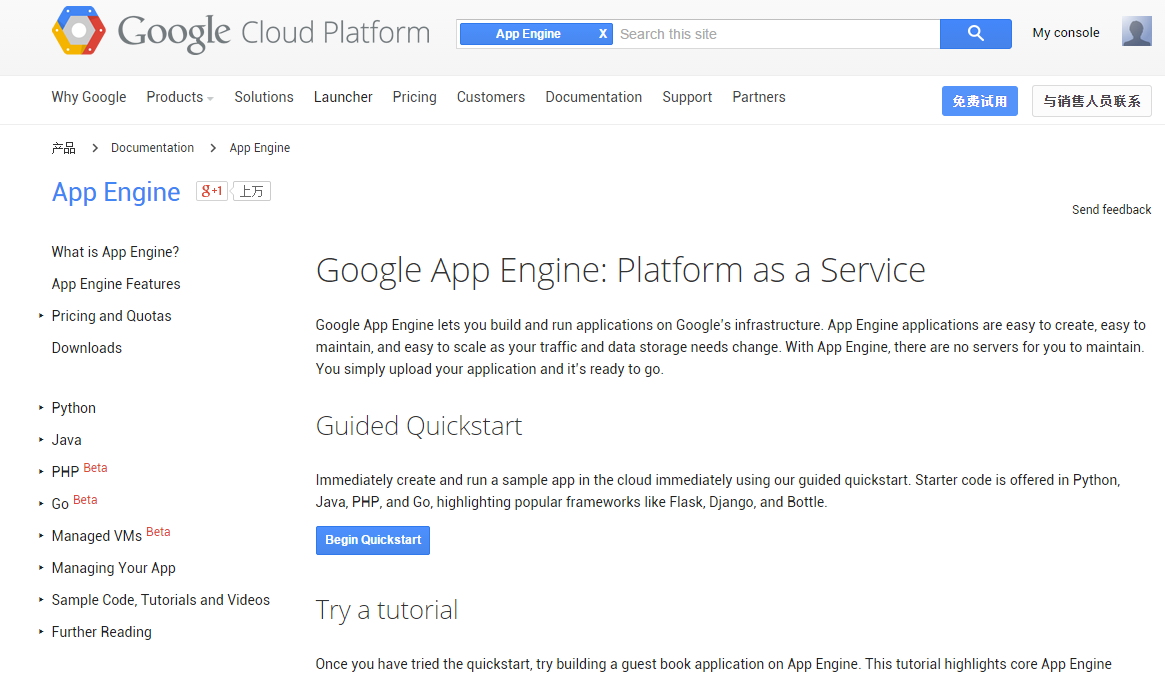 Google Cloud Platform
App Engine X Search this site
My console
Why Google Products Solutions Launcher Pricing Customers Documentation Support Partners
免费试用 与销售人员联系
产品 Documentation App Engine
App Engine
g+1 上万
Send feedback
What is App Engine?
App Engine Features
Pricing and Quotas
Downloads
Python
Java
PHP Beta
Go Beta
Managed VMs Beta
Managing Your App
Sample Code, Tutorials and Videos
Further Reading
Google App Engine: Platform as a Service
Google App Engine lets you build and run applications on Google's infrastructure. App Engine applications are easy to create, easy to
maintain, and easy to scale as your traffic and data storage needs change. With App Engine, there are no servers for you to maintain.
You simply upload your application and it's ready to go.
Guided Quickstart
Immediately create and run a sample app in the cloud immediately using our guided quickstart. Starter code is offered in Python,
Java, PHP, and Go, highlighting popular frameworks like Flask, Django, and Bottle.
Begin Quickstart
Try a tutorial
Once you have tried the quickstart, try building a guest book application on App Engine. This tutorial highlights core App Engine